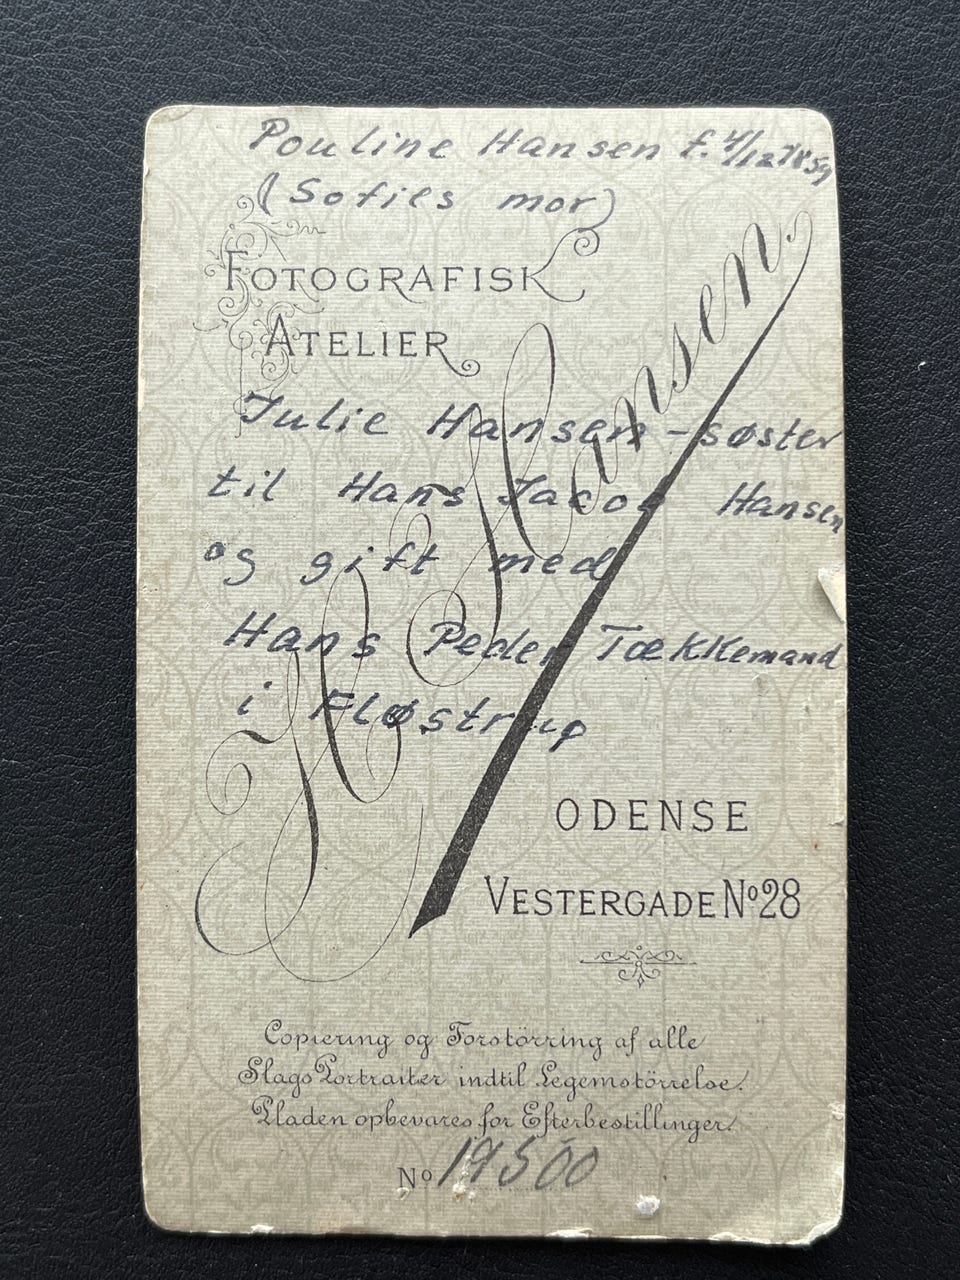 Pouline Hansen f. 4/12 1859
(Sofies mor)
FOTOGRAFISK
ATELIER
Hansen.
Julie Hansen - søster
til Hans Jacob Hansen
og gift med
Hans Peder Tækkemand
i Fløstrup
ODENSE
VESTERGADE No 28
Copiering og Forstörring af alle
Slags Portraiter indtil Legemstörrelse.
Pladen opbevares for Efterbestillinger.
No 19500